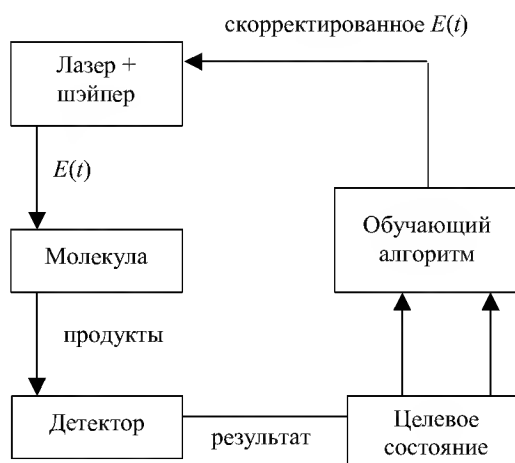 скорректированное E(t)
Лазер +
шэйпер
E(t)
Обучающий
алгоритм
Молекула
продукты
Детектор
результат
Целевое
состояние